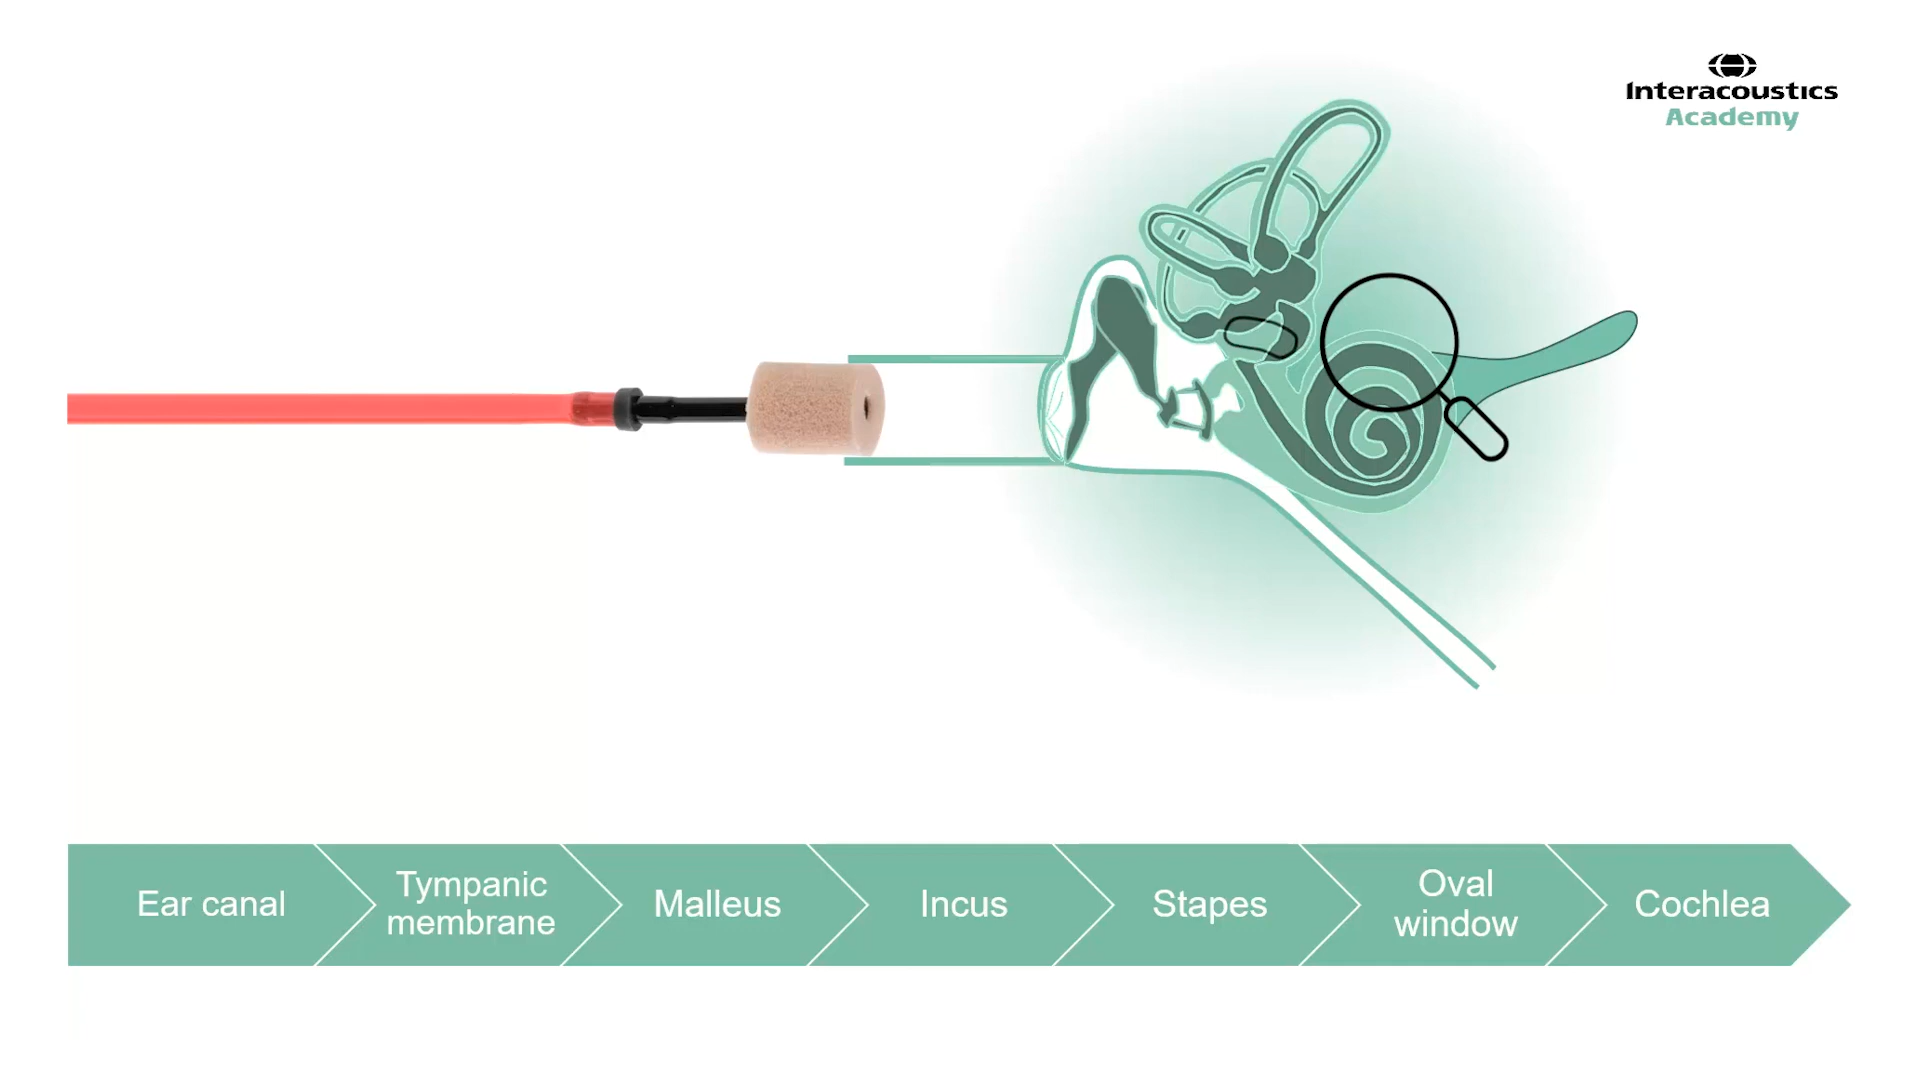 Interacoustics
Academy
Ear canal
Tympanic
membrane
Malleus
Incus
Stapes
Oval
window
Cochlea